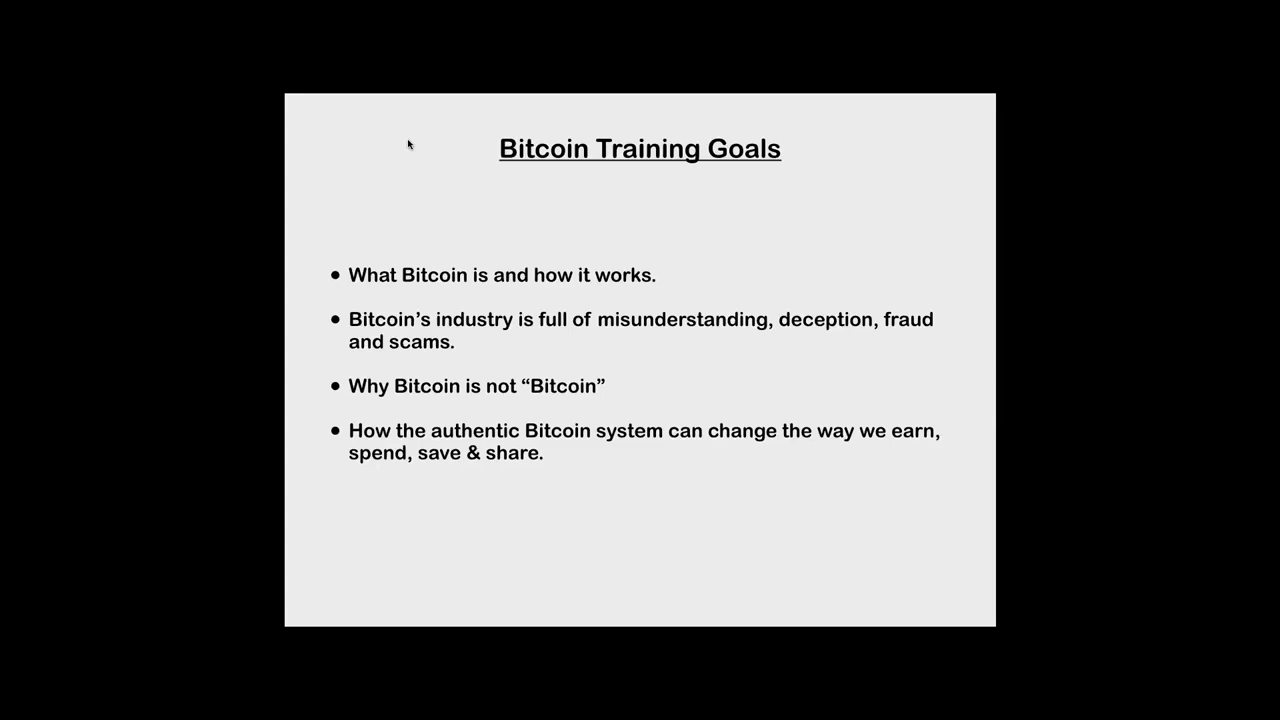 Bitcoin Training Goals
• What Bitcoin is and how it works.
• Bitcoin’s industry is full of misunderstanding, deception, fraud
and scams.
• Why Bitcoin is not “Bitcoin”
• How the authentic Bitcoin system can change the way we earn,
spend, save & share.